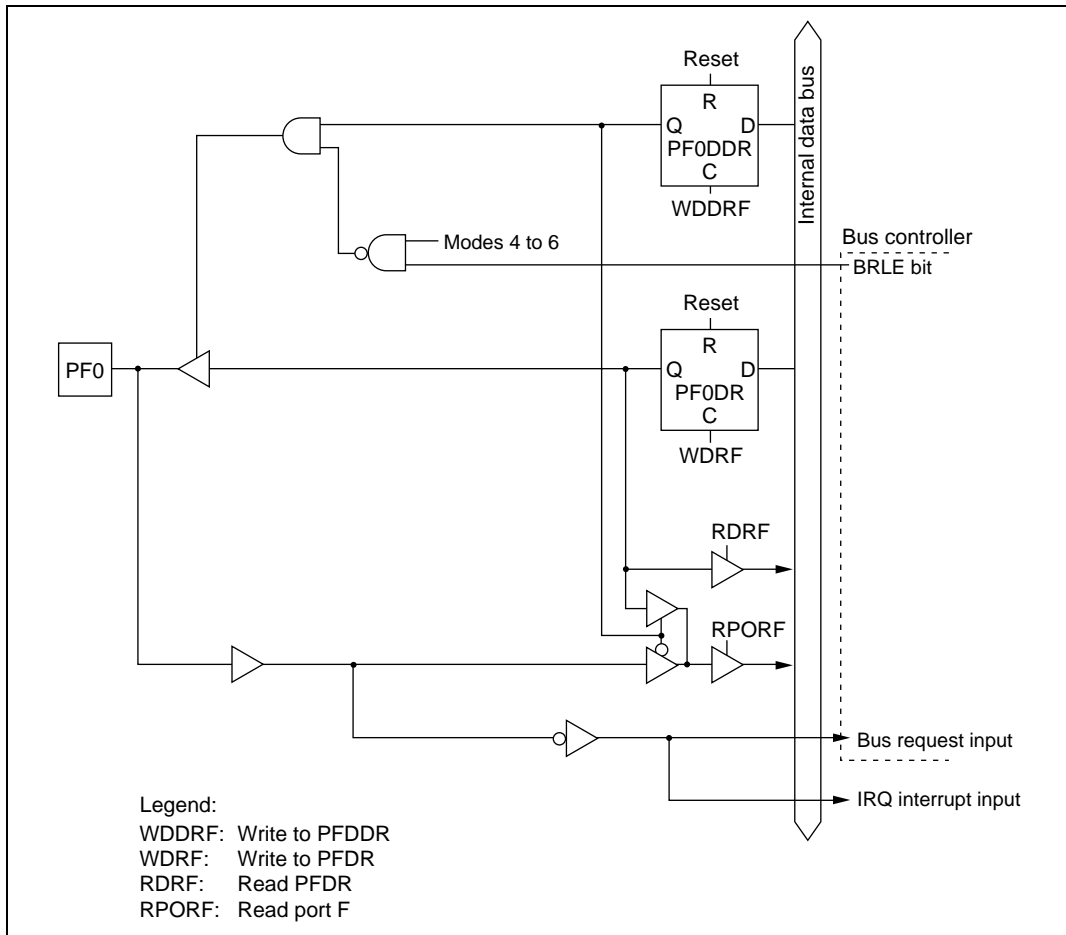 Reset
R
Q D
PF0DDR
C
WDDRF
Internal data bus
Modes 4 to 6
Bus controller
BRLE bit
Reset
R
Q D
PF0DR
C
WDRF
PF0
RDRF
RPORF
Bus request input
IRQ interrupt input
Legend:
WDDRF: Write to PFDDR
WDRF: Write to PFDR
RDRF: Read PFDR
RPORF: Read port F